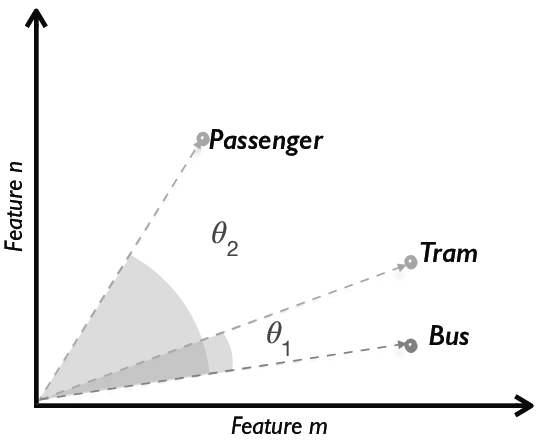 Passenger
Feature n
θ2
Tram
θ1
Bus
Feature m